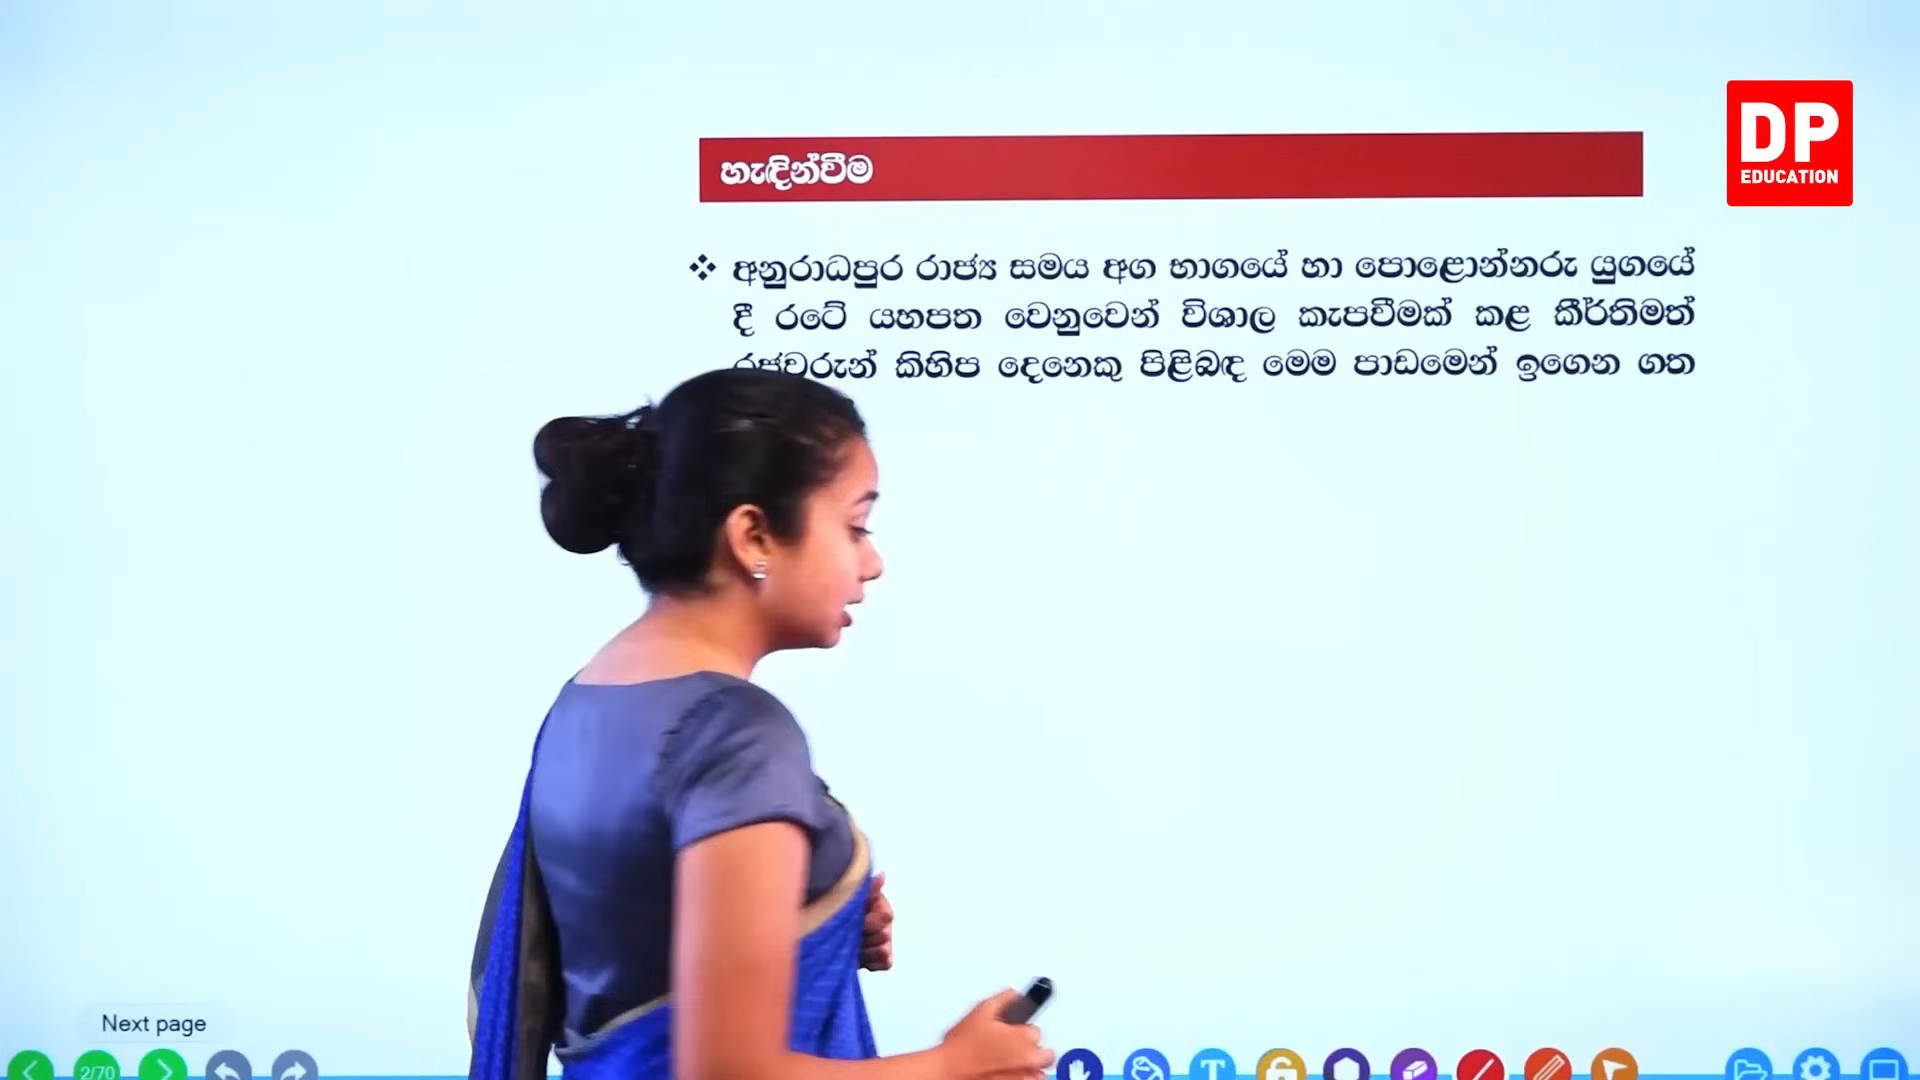 DP
EDUCATION
හැඳින්වීම
❖ අනුරාධපුර රාජ්‍ය සමය අග භාගයේ හා පොළොන්නරු යුගයේ
දී රටේ යහපත වෙනුවෙන් විශාල කැපවීමක් කළ කීර්තිමත්
රජවරුන් කිහිප දෙනෙකු පිළිබඳ මෙම පාඩමෙන් ඉගෙන ගත
Next page
2/70